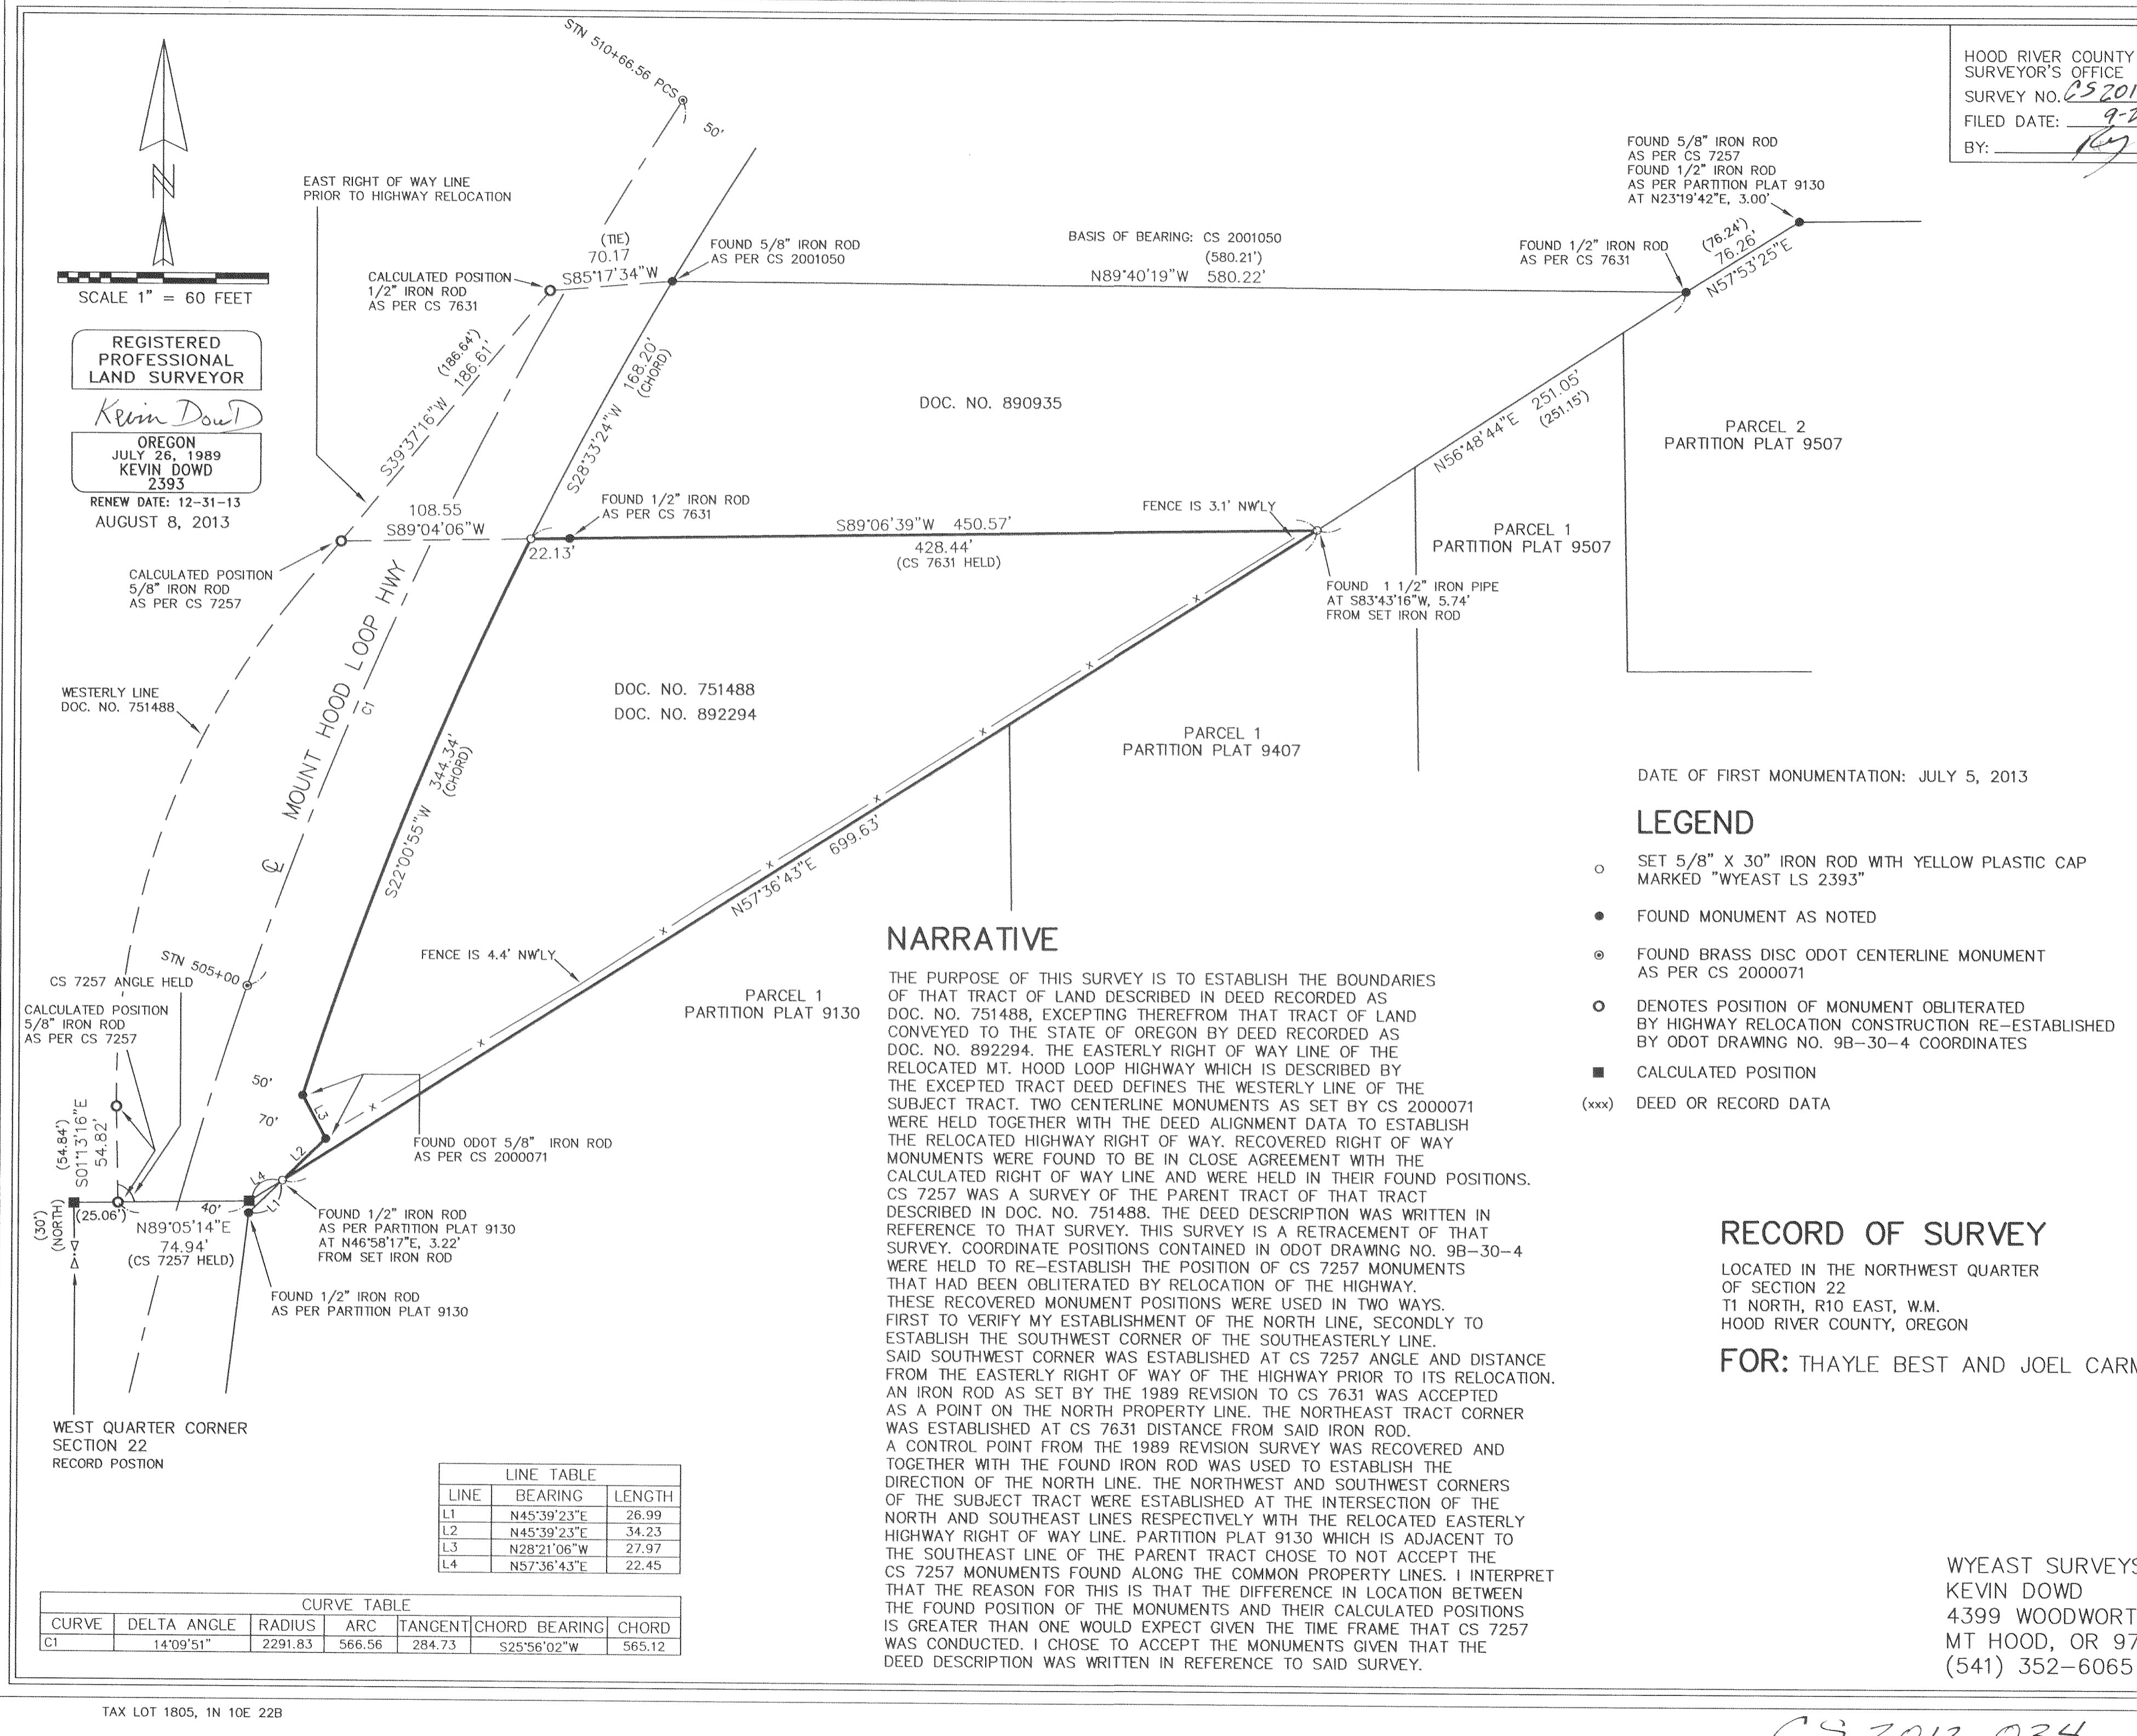 STN 510+66.56 PCS
50'
HOOD RIVER COUNTY
SURVEYOR'S OFFICE
SURVEY NO. CS 201
FILED DATE: 9-2
BY:
N
SCALE 1" = 60 FEET
REGISTERED
PROFESSIONAL
LAND SURVEYOR
Kevin Dowd
OREGON
JULY 26, 1989
KEVIN DOWD
2393
RENEW DATE: 12-31-13
AUGUST 8, 2013
EAST RIGHT OF WAY LINE
PRIOR TO HIGHWAY RELOCATION
CALCULATED POSITION
1/2" IRON ROD
AS PER CS 7631
(TIE)
70.17
S85°17'34"W
FOUND 5/8" IRON ROD
AS PER CS 2001050
BASIS OF BEARING: CS 2001050
(580.21')
N89°40'19"W 580.22'
FOUND 1/2" IRON ROD
AS PER CS 7631
FOUND 5/8" IRON ROD
AS PER CS 7257
FOUND 1/2" IRON ROD
AS PER PARTITION PLAT 9130
AT N23°19'42"E, 3.00'
(76.24')
76.26'
N57°53'25"E
(186.64')
186.61'
S39°37'16"W
168.20'
(CHORD)
S28°33'24"W
DOC. NO. 890935
N56°48'44"E 251.05'
(251.15')
PARCEL 2
PARTITION PLAT 9507
108.55
S89°04'06"W
FOUND 1/2" IRON ROD
AS PER CS 7631
22.13'
S89°06'39"W 450.57'
428.44'
(CS 7631 HELD)
FENCE IS 3.1' NW'LY
PARCEL 1
PARTITION PLAT 9507
FOUND 1 1/2" IRON PIPE
AT S83°43'16"W, 5.74'
FROM SET IRON ROD
CALCULATED POSITION
5/8" IRON ROD
AS PER CS 7257
WESTERLY LINE
DOC. NO. 751488
MOUNT HOOD LOOP HWY
C1
CL
DOC. NO. 751488
DOC. NO. 892294
S22°00'55"W 344.34'
(CHORD)
PARCEL 1
PARTITION PLAT 9407
N57°36'43"E 699.63'
FENCE IS 4.4' NW'LY
PARCEL 1
PARTITION PLAT 9130
STN 505+00
CS 7257 ANGLE HELD
CALCULATED POSITION
5/8" IRON ROD
AS PER CS 7257
50'
70'
L3
L2
L4
L1
FOUND ODOT 5/8" IRON ROD
AS PER CS 2000071
(54.84')
S01°13'16"E
54.82'
(30')
(NORTH)
(25.06')
40'
N89°05'14"E
74.94'
(CS 7257 HELD)
FOUND 1/2" IRON ROD
AS PER PARTITION PLAT 9130
AT N46°58'17"E, 3.22'
FROM SET IRON ROD
FOUND 1/2" IRON ROD
AS PER PARTITION PLAT 9130
WEST QUARTER CORNER
SECTION 22
RECORD POSTION
LINE TABLE
LINE BEARING LENGTH
L1 N45°39'23"E 26.99
L2 N45°39'23"E 34.23
L3 N28°21'06"W 27.97
L4 N57°36'43"E 22.45
CURVE TABLE
CURVE DELTA ANGLE RADIUS ARC TANGENT CHORD BEARING CHORD
C1 14°09'51" 2291.83 566.56 284.73 S25°56'02"W 565.12
NARRATIVE
THE PURPOSE OF THIS SURVEY IS TO ESTABLISH THE BOUNDARIES
OF THAT TRACT OF LAND DESCRIBED IN DEED RECORDED AS
DOC. NO. 751488, EXCEPTING THEREFROM THAT TRACT OF LAND
CONVEYED TO THE STATE OF OREGON BY DEED RECORDED AS
DOC. NO. 892294. THE EASTERLY RIGHT OF WAY LINE OF THE
RELOCATED MT. HOOD LOOP HIGHWAY WHICH IS DESCRIBED BY
THE EXCEPTED TRACT DEED DEFINES THE WESTERLY LINE OF THE
SUBJECT TRACT. TWO CENTERLINE MONUMENTS AS SET BY CS 2000071
WERE HELD TOGETHER WITH THE DEED ALIGNMENT DATA TO ESTABLISH
THE RELOCATED HIGHWAY RIGHT OF WAY. RECOVERED RIGHT OF WAY
MONUMENTS WERE FOUND TO BE IN CLOSE AGREEMENT WITH THE
CALCULATED RIGHT OF WAY LINE AND WERE HELD IN THEIR FOUND POSITIONS.
CS 7257 WAS A SURVEY OF THE PARENT TRACT OF THAT TRACT
DESCRIBED IN DOC. NO. 751488. THE DEED DESCRIPTION WAS WRITTEN IN
REFERENCE TO THAT SURVEY. THIS SURVEY IS A RETRACEMENT OF THAT
SURVEY. COORDINATE POSITIONS CONTAINED IN ODOT DRAWING NO. 9B-30-4
WERE HELD TO RE-ESTABLISH THE POSITION OF CS 7257 MONUMENTS
THAT HAD BEEN OBLITERATED BY RELOCATION OF THE HIGHWAY.
THESE RECOVERED MONUMENT POSITIONS WERE USED IN TWO WAYS.
FIRST TO VERIFY MY ESTABLISHMENT OF THE NORTH LINE, SECONDLY TO
ESTABLISH THE SOUTHWEST CORNER OF THE SOUTHEASTERLY LINE.
SAID SOUTHWEST CORNER WAS ESTABLISHED AT CS 7257 ANGLE AND DISTANCE
FROM THE EASTERLY RIGHT OF WAY OF THE HIGHWAY PRIOR TO ITS RELOCATION.
AN IRON ROD AS SET BY THE 1989 REVISION TO CS 7631 WAS ACCEPTED
AS A POINT ON THE NORTH PROPERTY LINE. THE NORTHEAST TRACT CORNER
WAS ESTABLISHED AT CS 7631 DISTANCE FROM SAID IRON ROD.
A CONTROL POINT FROM THE 1989 REVISION SURVEY WAS RECOVERED AND
TOGETHER WITH THE FOUND IRON ROD WAS USED TO ESTABLISH THE
DIRECTION OF THE NORTH LINE. THE NORTHWEST AND SOUTHWEST CORNERS
OF THE SUBJECT TRACT WERE ESTABLISHED AT THE INTERSECTION OF THE
NORTH AND SOUTHEAST LINES RESPECTIVELY WITH THE RELOCATED EASTERLY
HIGHWAY RIGHT OF WAY LINE. PARTITION PLAT 9130 WHICH IS ADJACENT TO
THE SOUTHEAST LINE OF THE PARENT TRACT CHOSE TO NOT ACCEPT THE
CS 7257 MONUMENTS FOUND ALONG THE COMMON PROPERTY LINES. I INTERPRET
THAT THE REASON FOR THIS IS THAT THE DIFFERENCE IN LOCATION BETWEEN
THE FOUND POSITION OF THE MONUMENTS AND THEIR CALCULATED POSITIONS
IS GREATER THAN ONE WOULD EXPECT GIVEN THE TIME FRAME THAT CS 7257
WAS CONDUCTED. I CHOSE TO ACCEPT THE MONUMENTS GIVEN THAT THE
DEED DESCRIPTION WAS WRITTEN IN REFERENCE TO SAID SURVEY.
DATE OF FIRST MONUMENTATION: JULY 5, 2013
LEGEND
SET 5/8" X 30" IRON ROD WITH YELLOW PLASTIC CAP
MARKED "WYEAST LS 2393"
FOUND MONUMENT AS NOTED
FOUND BRASS DISC ODOT CENTERLINE MONUMENT
AS PER CS 2000071
DENOTES POSITION OF MONUMENT OBLITERATED
BY HIGHWAY RELOCATION CONSTRUCTION RE-ESTABLISHED
BY ODOT DRAWING NO. 9B-30-4 COORDINATES
CALCULATED POSITION
(xxx) DEED OR RECORD DATA
RECORD OF SURVEY
LOCATED IN THE NORTHWEST QUARTER
OF SECTION 22
T1 NORTH, R10 EAST, W.M.
HOOD RIVER COUNTY, OREGON
FOR: THAYLE BEST AND JOEL CARM
WYEAST SURVEYS
KEVIN DOWD
4399 WOODWORT
MT HOOD, OR 97
(541) 352-6065
TAX LOT 1805, 1N 10E 22B